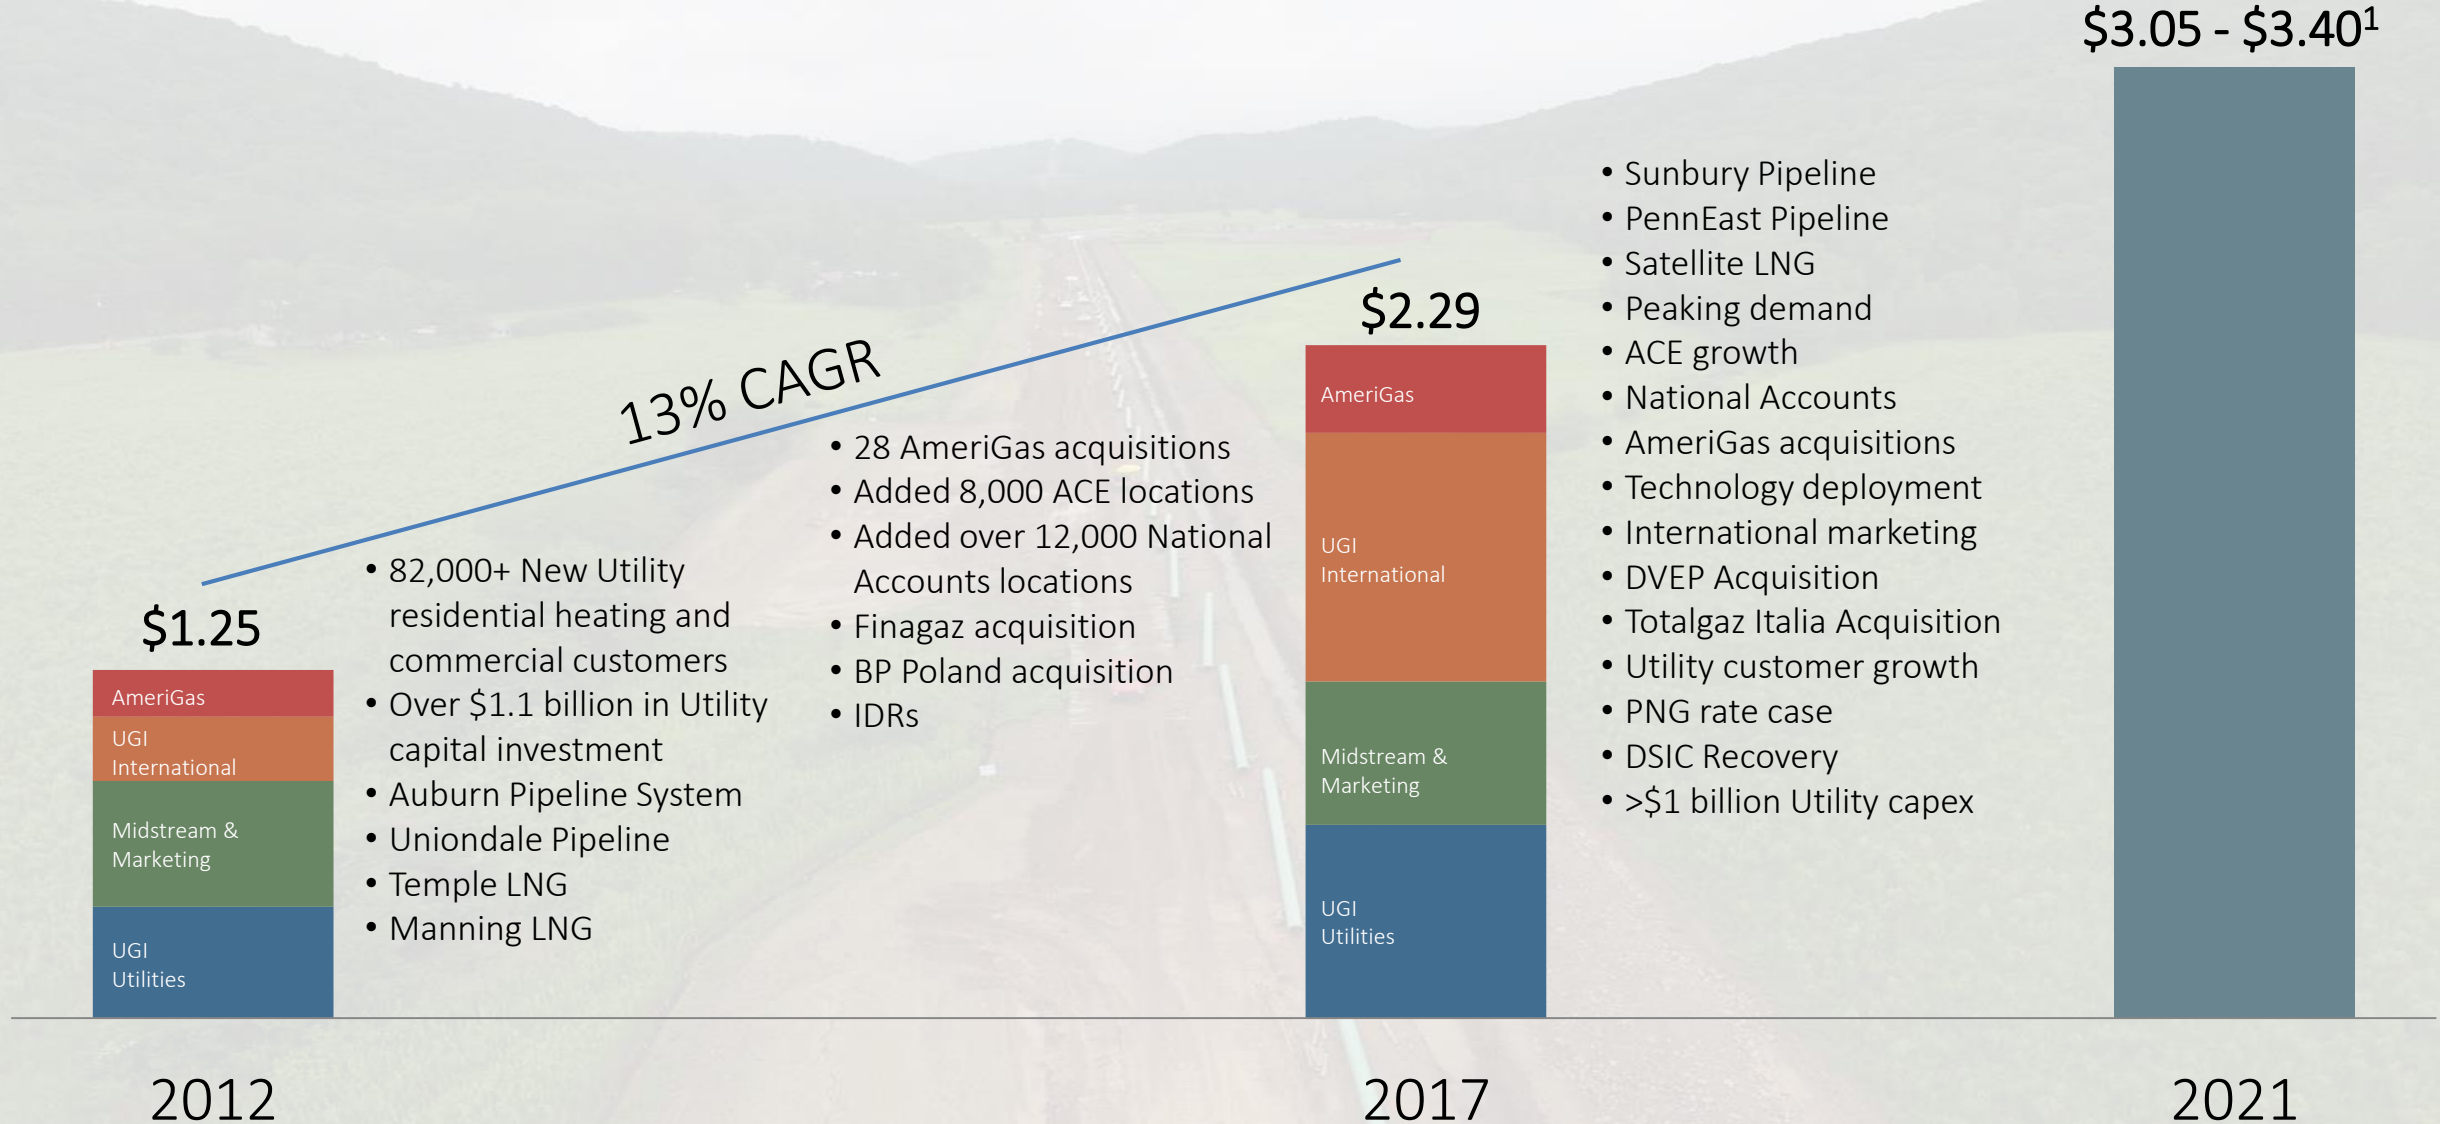 $3.05 - $3.40¹
13% CAGR
$1.25
AmeriGas
UGI
International
Midstream &
Marketing
UGI
Utilities
• 82,000+ New Utility
residential heating and
commercial customers
• Over $1.1 billion in Utility
capital investment
• Auburn Pipeline System
• Uniondale Pipeline
• Temple LNG
• Manning LNG
• 28 AmeriGas acquisitions
• Added 8,000 ACE locations
• Added over 12,000 National
Accounts locations
• Finagaz acquisition
• BP Poland acquisition
• IDRs
$2.29
AmeriGas
UGI
International
Midstream &
Marketing
UGI
Utilities
• Sunbury Pipeline
• PennEast Pipeline
• Satellite LNG
• Peaking demand
• ACE growth
• National Accounts
• AmeriGas acquisitions
• Technology deployment
• International marketing
• DVEP Acquisition
• Totalgaz Italia Acquisition
• Utility customer growth
• PNG rate case
• DSIC Recovery
• >$1 billion Utility capex
2012
2017
2021